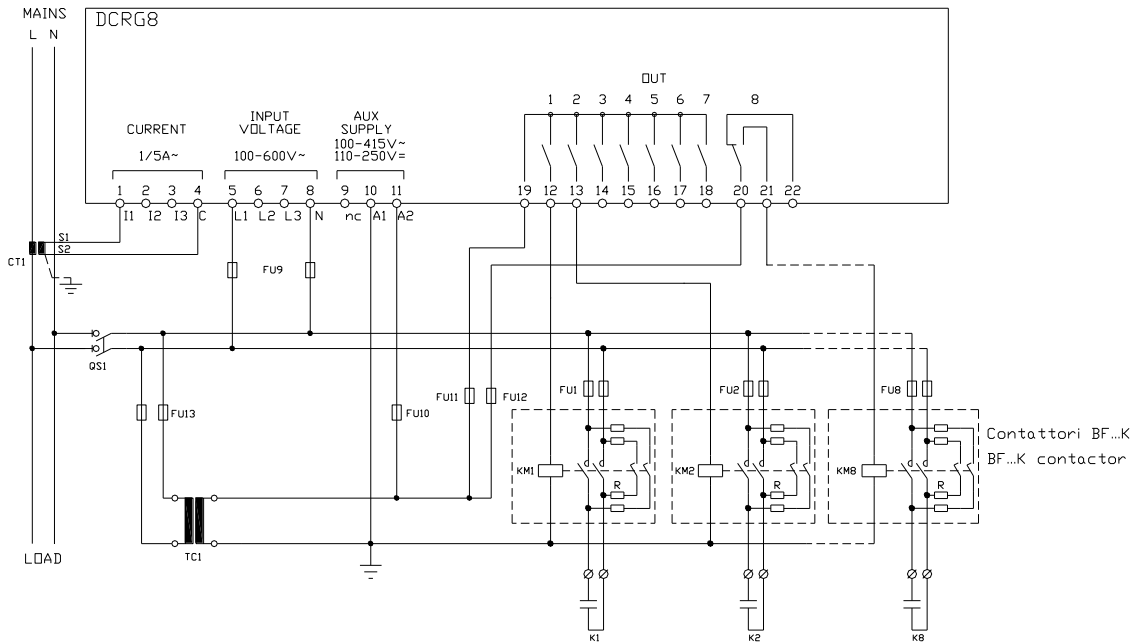 MAINS
L N
DCRG8
OUT
1 2 3 4 5 6 7 8
CURRENT
1/5A~
INPUT
VOLTAGE
100-600V~
AUX
SUPPLY
100-415V~
110-250V=
1 2 3 4 5 6 7 8 9 10 11 19 12 13 14 15 16 17 18 20 21 22
I1 I2 I3 C L1 L2 L3 N nc A1 A2
S1
S2
CT1
FU9
QS1
FU13
FU10
FU11
FU12
FU1
FU2
FU8
Contattori BF...K
BF...K contactor
KM1
KM2
KM8
R
R
R
TC1
LOAD
K1
K2
K8